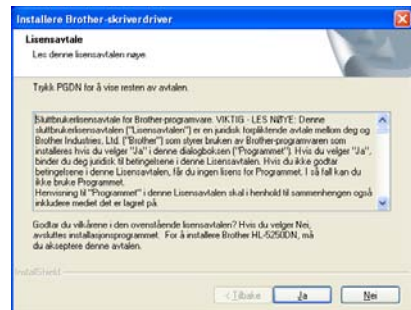 Installere Brother-skriverdriver
Lisensavtale
Les denne lisensavtalen nøye.
Trykk PGDN for å vise resten av avtalen.
Sluttbrukerlisensavtale for Brother-programvare. VIKTIG - LES NØYE: Denne
sluttbrukerlisensavtalen ("Lisensavtalen") er en juridisk forpliktende avtale mellom deg og
Brother Industries, Ltd. ("Brother") som styrer bruken av Brother-programvaren som
installeres hvis du velger "Ja" i denne dialogboksen ("Programmet"). Hvis du velger "Ja",
binder du deg juridisk til betingelsene i denne Lisensavtalen. Hvis du ikke godtar
betingelsene i denne Lisensavtalen, får du ingen lisens for Programmet. I så fall kan du
ikke bruke Programmet.
Henvisning til "Programmet" i denne Lisensavtalen skal i henhold til sammenhengen også
inkludere mediet det er lagret på.
Godtar du vilkårene i den ovenstående lisensavtalen? Hvis du velger Nei,
avsluttes installasjonsprogrammet. For å installere Brother HL-5250DN, må
du akseptere denne avtalen.
InstallShield
< Tilbake Ja Nei